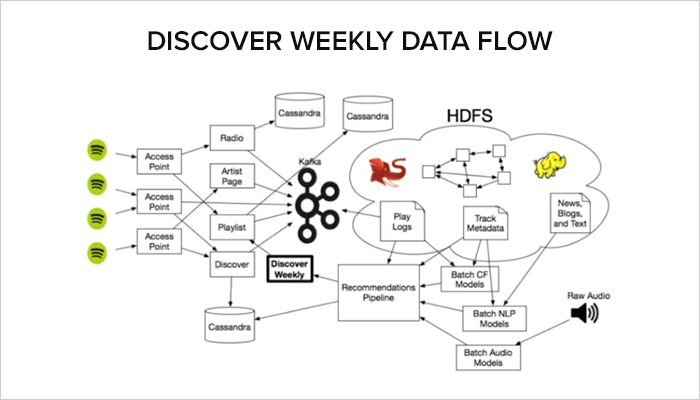 DISCOVER WEEKLY DATA FLOW
Cassandra
Cassandra
HDFS
Radio
Kafka
Access
Point
Artist
Page
Access
Point
Playlist
Play
Logs
Track
Metadata
News,
Blogs,
and Text
Access
Point
Discover
Discover
Weekly
Recommendations
Pipeline
Batch CF
Models
Raw Audio
Cassandra
Batch NLP
Models
Batch Audio
Models